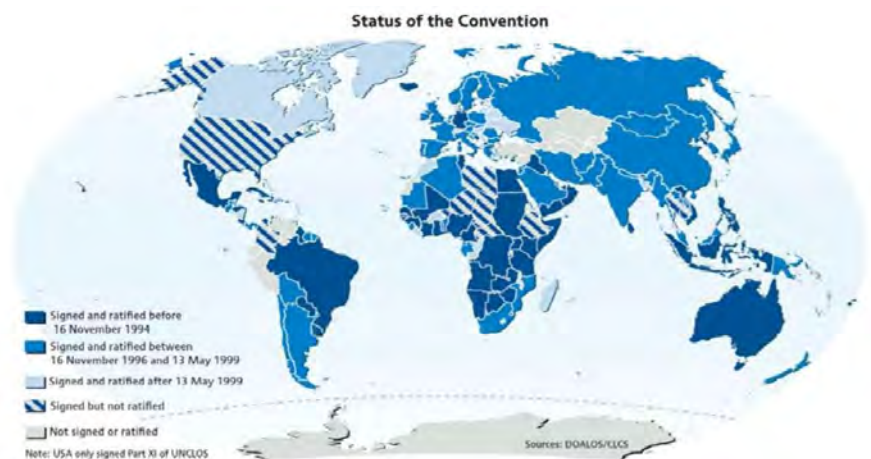 Status of the Convention
Signed and ratified before
16 November 1994
Signed and ratified between
16 November 1996 and 13 May 1999
Signed and ratified after 13 May 1999
Signed but not ratified
Not signed or ratified
Note: USA only signed Part XI of UNCLOS
Sources: DOALOS/CLCS